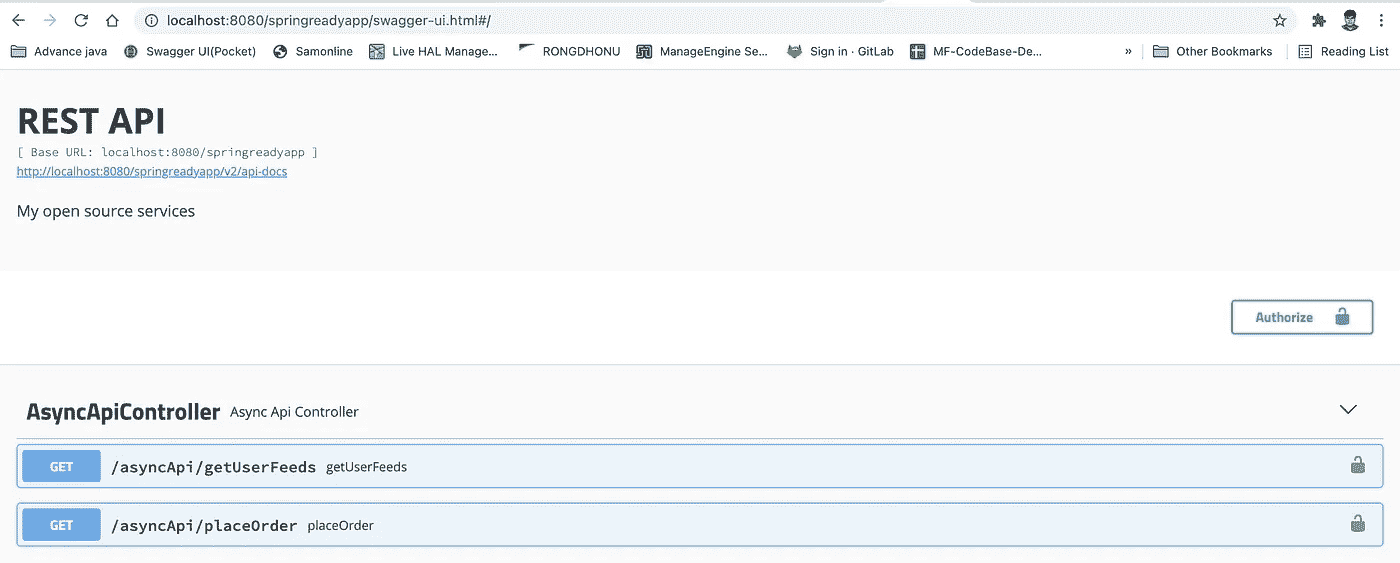 localhost:8080/springreadyapp/swagger-ui.html#/
Advance java Swagger UI(Pocket) Samonline Live HAL Manage... RONGDHONU ManageEngine Se... Sign in · GitLab MF-CodeBase-De... » Other Bookmarks Reading List
REST API
[ Base URL: localhost:8080/springreadyapp ]
http://localhost:8080/springreadyapp/v2/api-docs
My open source services
Authorize
AsyncApiController Async Api Controller
GET /asyncApi/getUserFeeds getUserFeeds
GET /asyncApi/placeOrder placeOrder